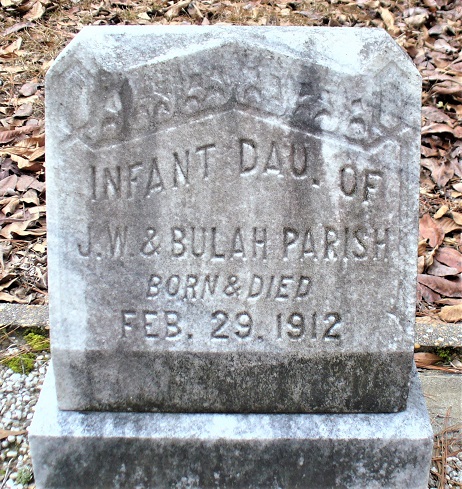 INFANT DAU. OF
J.W. & BULAH PARISH
BORN & DIED
FEB. 29. 1912